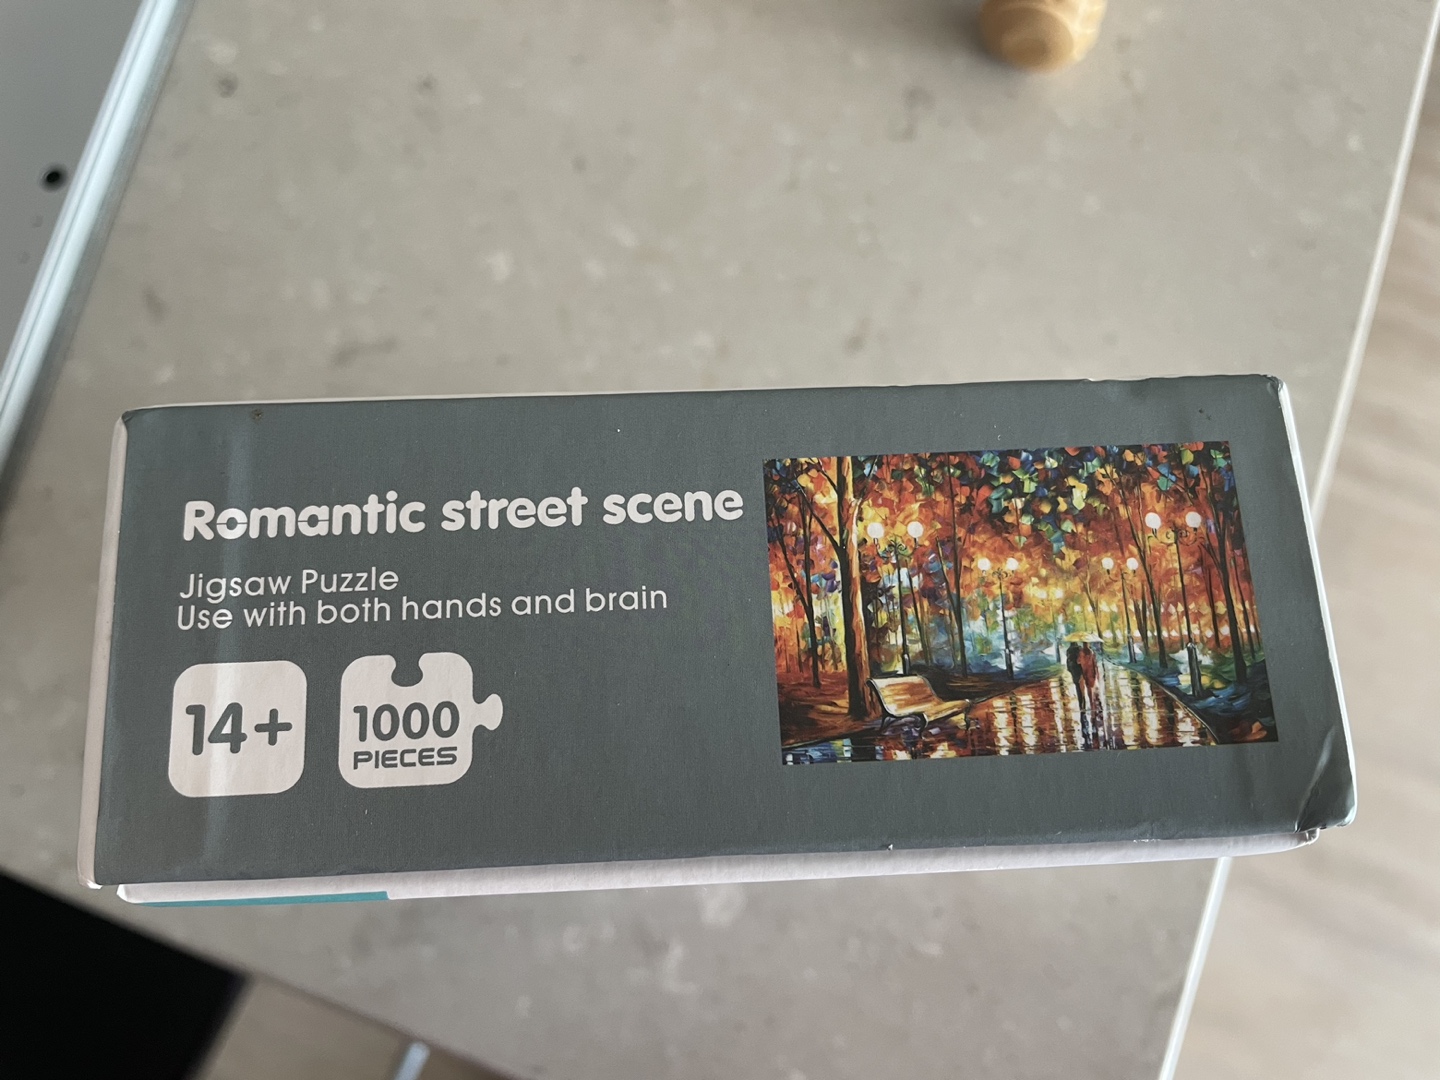 Romantic street scene
Jigsaw Puzzle
Use with both hands and brain
14+
1000
PIECES